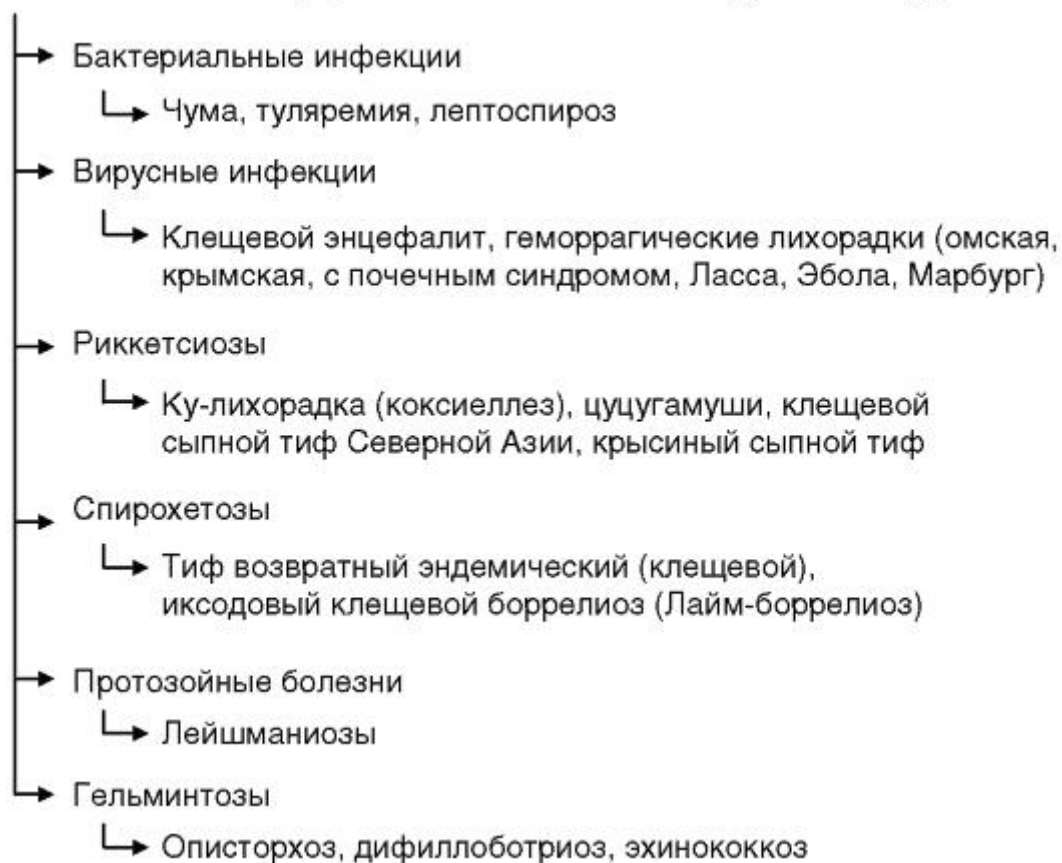 Бактериальные инфекции
Чума, туляремия, лептоспироз
Вирусные инфекции
Клещевой энцефалит, геморрагические лихорадки (омская,
крымская, с почечным синдромом, Ласса, Эбола, Марбург)
Риккетсиозы
Ку-лихорадка (коксиеллез), цуцугамуши, клещевой
сыпной тиф Северной Азии, крысиный сыпной тиф
Спирохетозы
Тиф возвратный эндемический (клещевой),
иксодовый клещевой боррелиоз (Лайм-боррелиоз)
Протозойные болезни
Лейшманиозы
Гельминтозы
Описторхоз, дифиллоботриоз, эхинококкоз